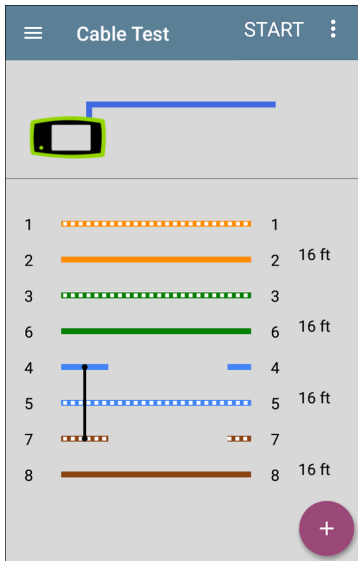 Cable Test START
1 1
2 2 16 ft
3 3
6 6 16 ft
4 4
5 5 16 ft
7 7
8 8 16 ft
+